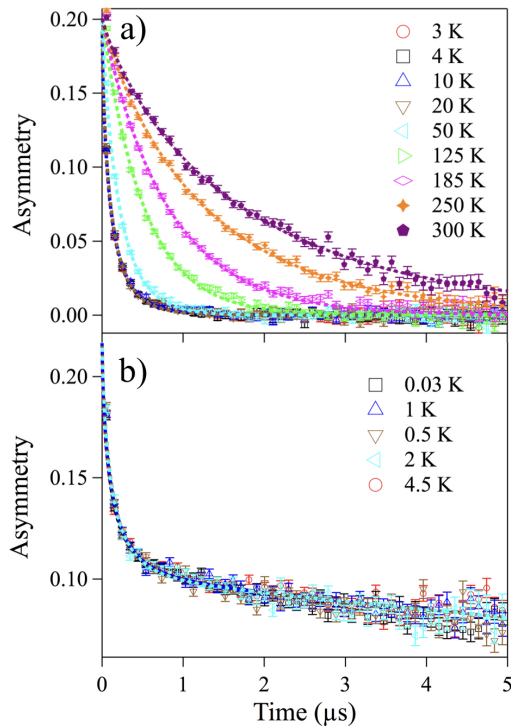 a)
0.20
0.15
0.10
0.05
0.00
Asymmetry
3 K
4 K
10 K
20 K
50 K
125 K
185 K
250 K
300 K
b)
0.20
0.10
Asymmetry
0.03 K
1 K
0.5 K
2 K
4.5 K
0 1 2 3 4 5
Time (μs)